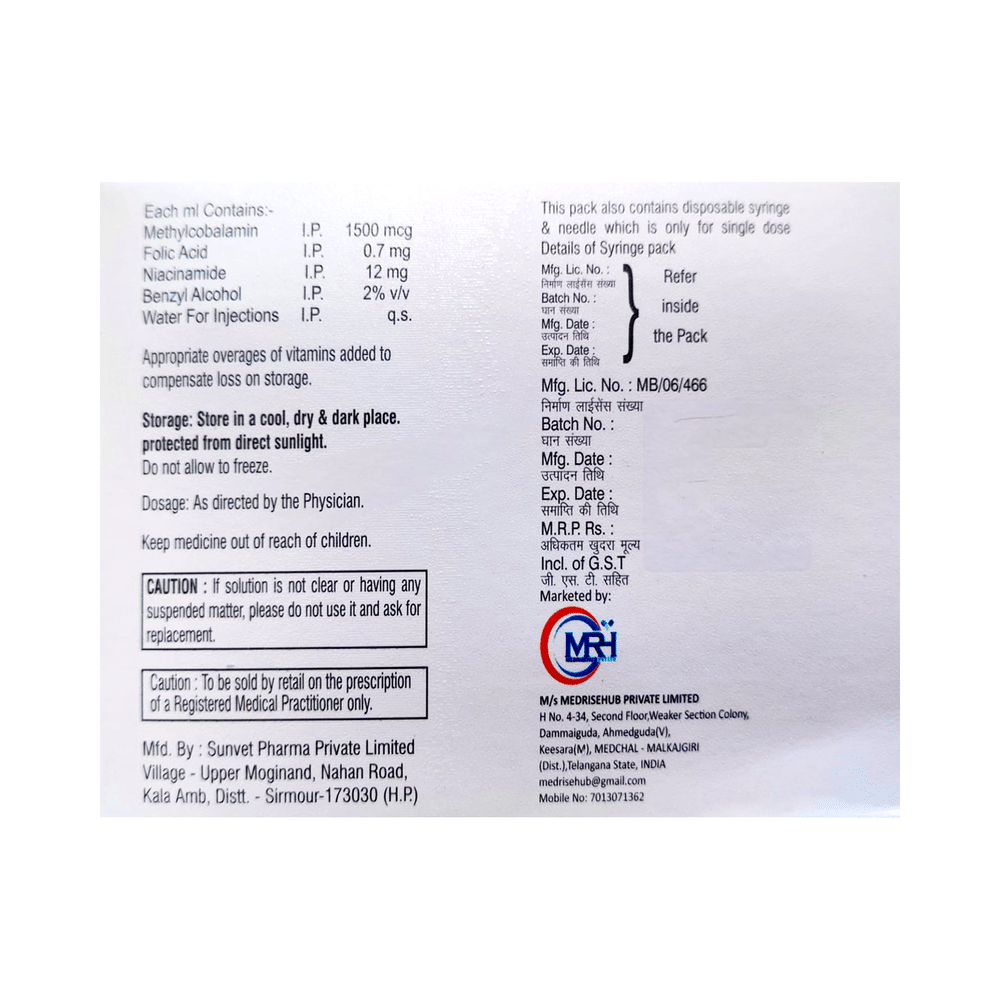 Each ml Contains:-
Methylcobalamin I.P. 1500 mcg
Folic Acid I.P. 0.7 mg
Niacinamide I.P. 12 mg
Benzyl Alcohol I.P. 2% v/v
Water For Injections I.P. q.s.
Appropriate overages of vitamins added to
compensate loss on storage.
Storage: Store in a cool, dry & dark place.
protected from direct sunlight.
Do not allow to freeze.
Dosage: As directed by the Physician.
Keep medicine out of reach of children.
CAUTION : If solution is not clear or having any
suspended matter, please do not use it and ask for
replacement.
Caution : To be sold by retail on the prescription
of a Registered Medical Practitioner only.
Mfd. By : Sunvet Pharma Private Limited
Village - Upper Moginand, Nahan Road,
Kala Amb, Distt. - Sirmour-173030 (H.P.)
This pack also contains disposable syringe
& needle which is only for single dose
Details of Syringe pack
Mfg. Lic. No. :
निर्माण लाईसेंस संख्या
Batch No. :
घान संख्या
Mfg. Date :
उत्पादन तिथि
Exp. Date :
समाप्ति की तिथि
Refer
inside
the Pack
Mfg. Lic. No. : MB/06/466
निर्माण लाईसेंस संख्या
Batch No. :
घान संख्या
Mfg. Date :
उत्पादन तिथि
Exp. Date :
समाप्ति की तिथि
M.R.P. Rs. :
अधिकतम खुदरा मूल्य
Incl. of G.S.T
जी. एस. टी. सहित
Marketed by:
MRH
M/s MEDRISEHUB PRIVATE LIMITED
H No. 4-34, Second Floor,Weaker Section Colony,
Dammaiguda, Ahmedguda(V),
Keesara(M), MEDCHAL - MALKAJGIRI
(Dist.),Telangana State, INDIA
medrisehub@gmail.com
Mobile No: 7013071362